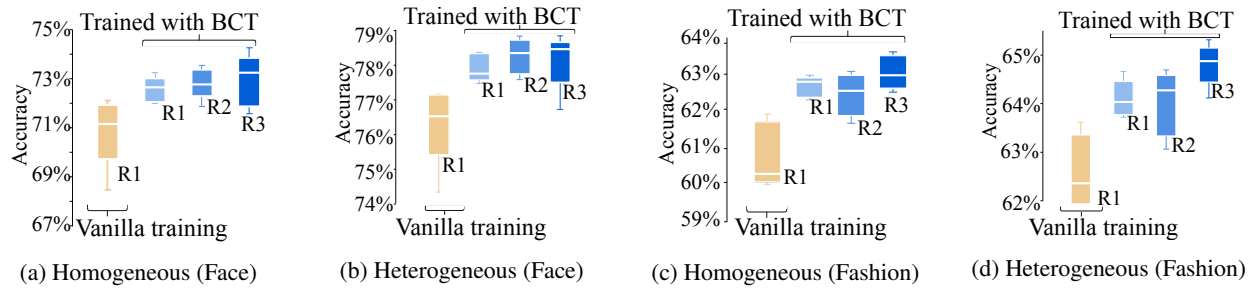 Trained with BCT
75%
73%
71%
69%
67%
Accuracy
R1
R1
R2
R3
Vanilla training
(a) Homogeneous (Face)
Trained with BCT
79%
78%
77%
76%
75%
74%
Accuracy
R1
R1
R2
R3
Vanilla training
(b) Heterogeneous (Face)
Trained with BCT
64%
63%
62%
61%
60%
59%
Accuracy
R1
R1
R2
R3
Vanilla training
(c) Homogeneous (Fashion)
Trained with BCT
65%
64%
63%
62%
Accuracy
R1
R1
R2
R3
Vanilla training
(d) Heterogeneous (Fashion)